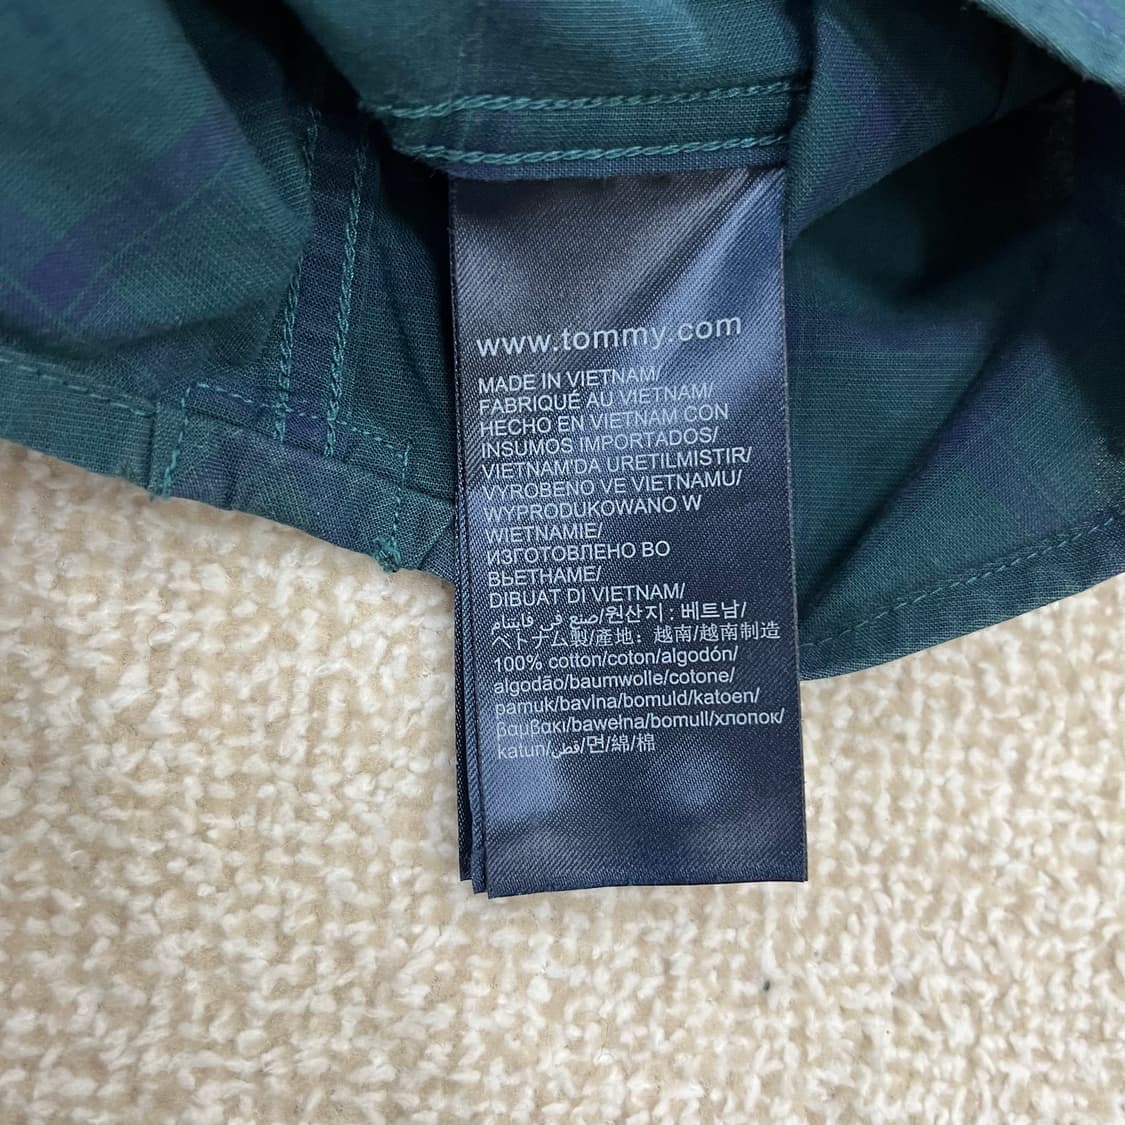 www.tommy.com
MADE IN VIETNAM/
FABRIQUÉ AU VIETNAM/
HECHO EN VIETNAM CON
INSUMOS IMPORTADOS/
VIETNAM'DA URETILMISTIR/
VYROBENO VE VIETNAMU/
WYPRODUKOWANO W
WIETNAMIE/
ИЗГОТОВЛЕНО ВО
ВЬЕТНАМЕ/
DIBUAT DI VIETNAM/
صنع في فايتنام/원산지 : 베트남/
ベトナム製/產地：越南/越南制造
100% cotton/coton/algodón/
algodão/baumwolle/cotone/
pamuk/bavlna/bomuld/katoen/
βαμβακι/bawełna/bomull/хлопок/
katun/قطن/면/綿/棉